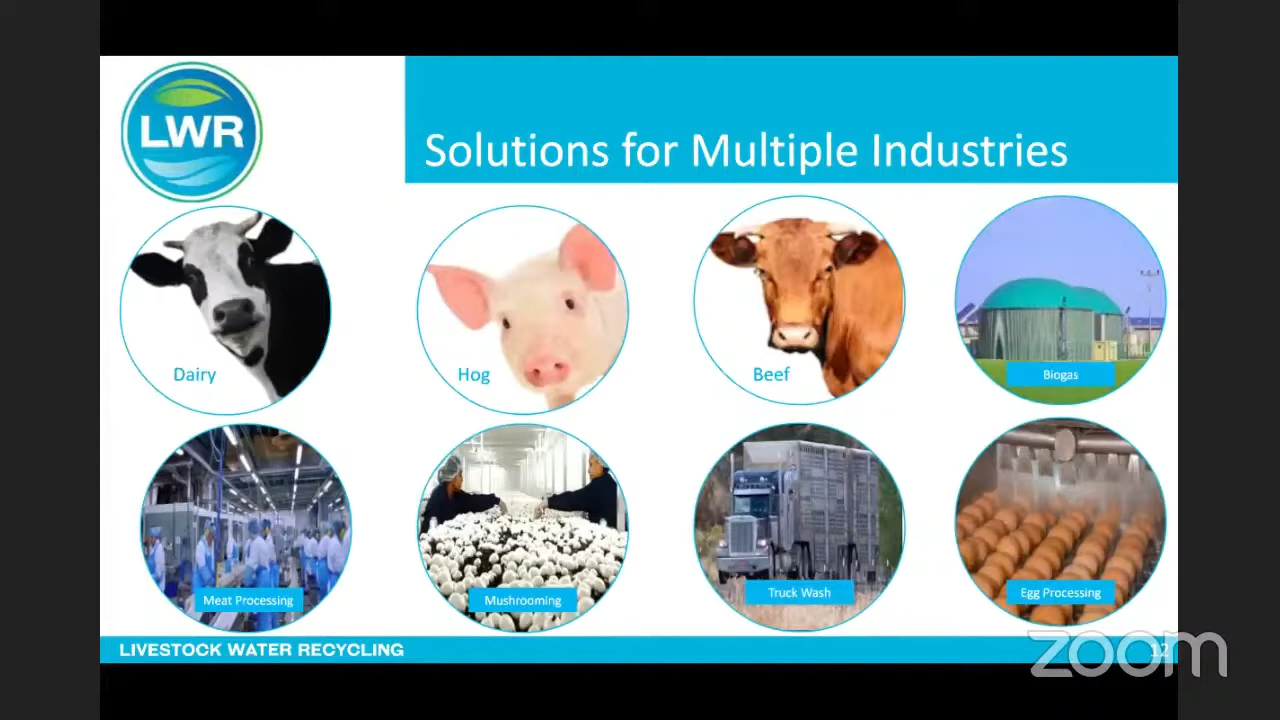 LWR
Solutions for Multiple Industries
Dairy
Hog
Beef
Biogas
Meat Processing
Mushrooming
Truck Wash
Egg Processing
LIVESTOCK WATER RECYCLING
12
zoom